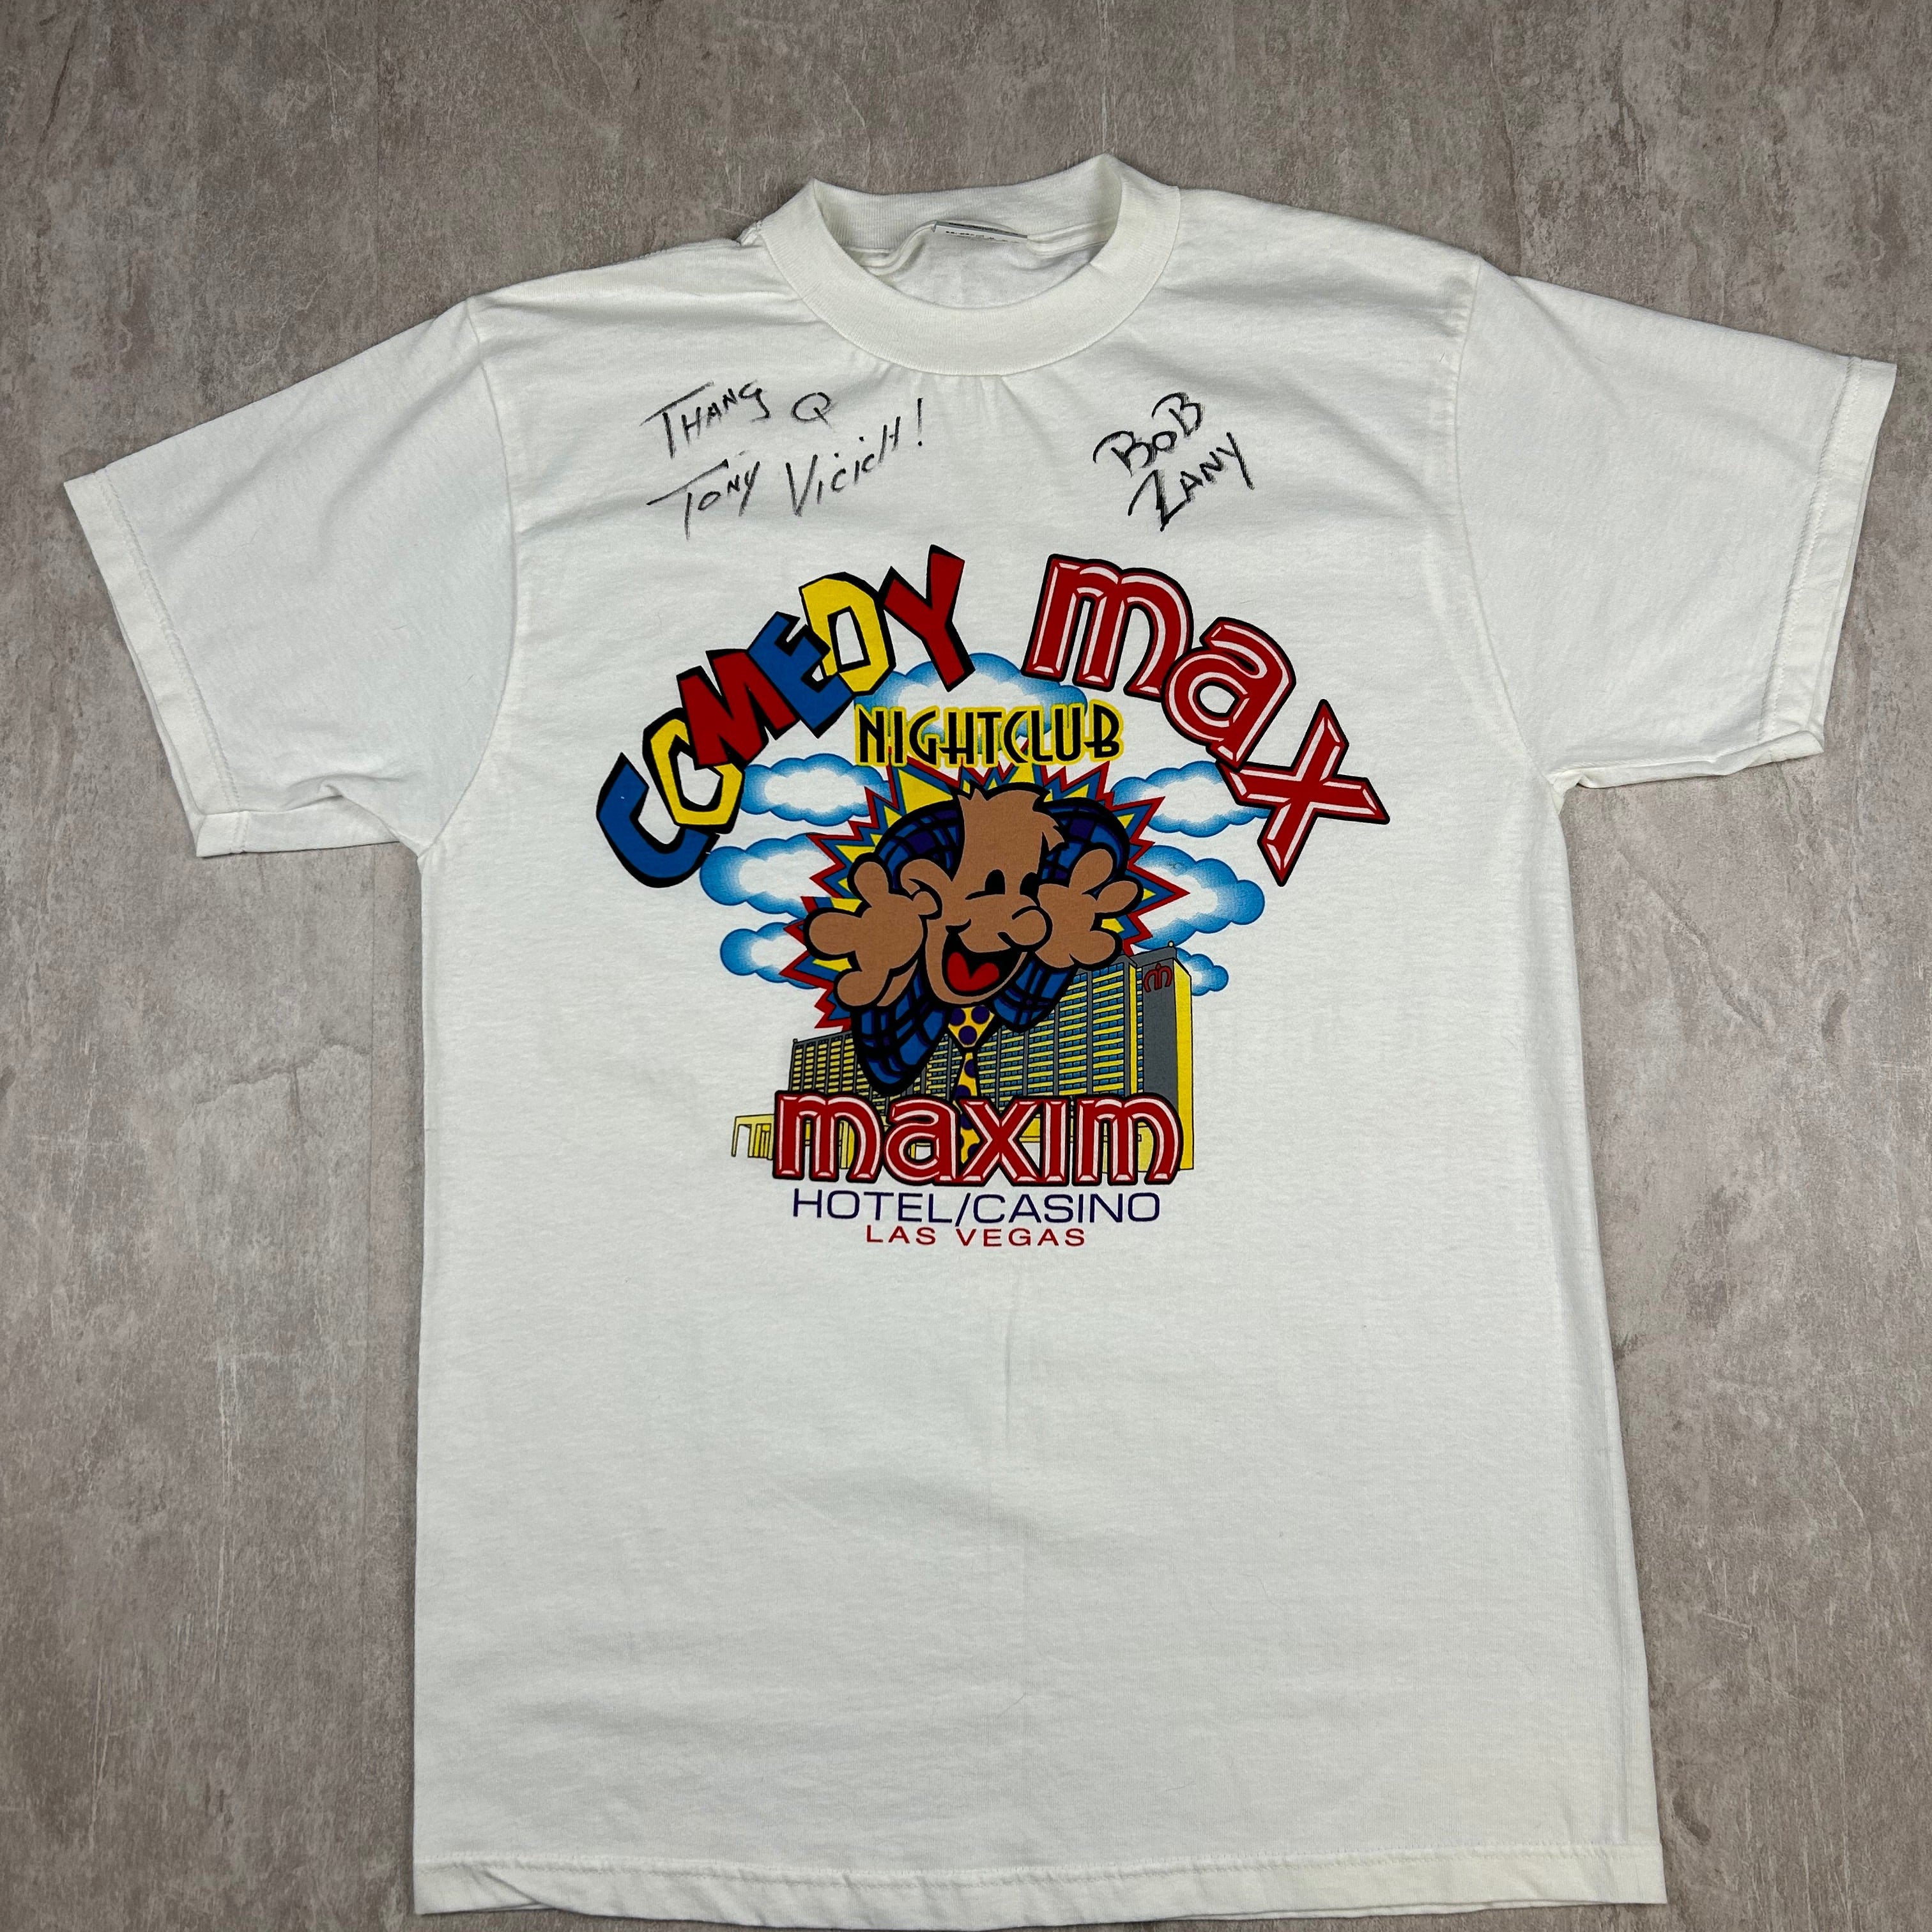 THANG Q
TONY VICICH!
BOB
ZANY
COMEDY max
NIGHTCLUB
m
maxim
HOTEL/CASINO
LAS VEGAS